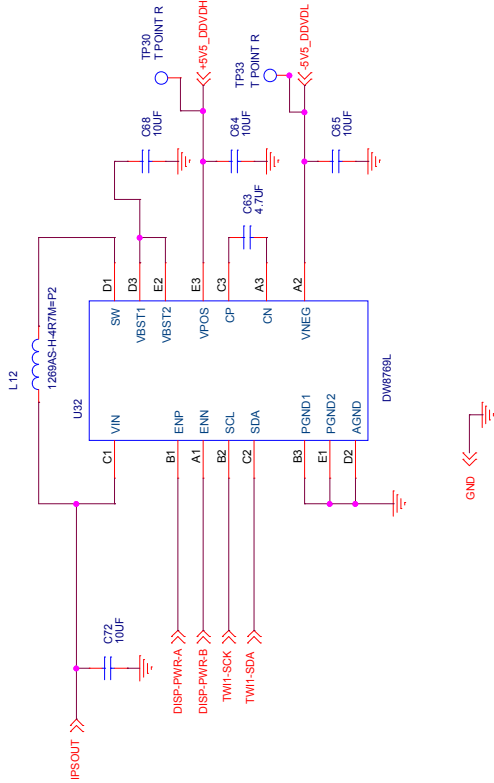 L12
1269AS-H-4R7M=P2
U32
C1
VIN
B1
ENP
A1
ENN
B2
SCL
C2
SDA
B3
PGND1
E1
PGND2
D2
AGND
SW
D1
VBST1
D3
VBST2
E2
VPOS
E3
CP
C3
CN
A3
VNEG
A2
DW8769L
C72
10UF
IPSOUT
DISP-PWR-A
DISP-PWR-B
TWI1-SCK
TWI1-SDA
C68
10UF
C64
10UF
C63
4.7UF
C65
10UF
TP30
T POINT R
+5V5_DDVDH
TP33
T POINT R
-5V5_DDVDL
GND